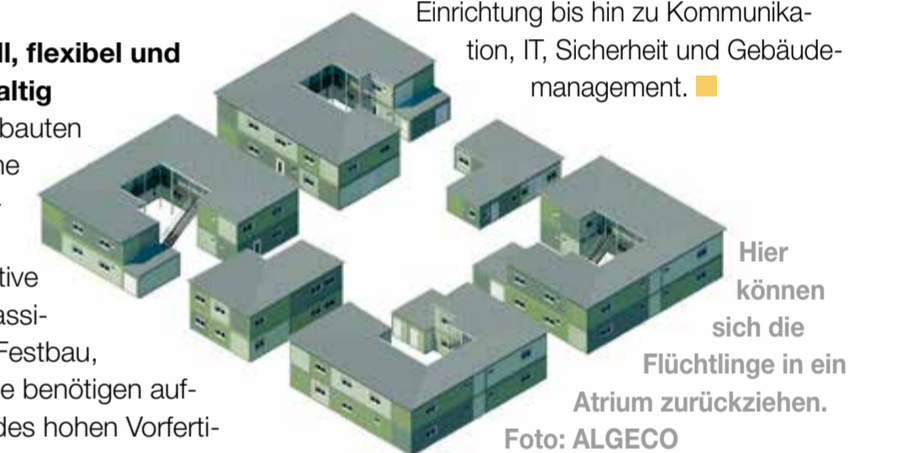 ll, flexibel und
altig
bauten
ne
tive
assi-
Festbau,
e benötigen auf-
des hohen Vorferti-
Einrichtung bis hin zu Kommunika-
tion, IT, Sicherheit und Gebäude-
management.
Hier
können
sich die
Flüchtlinge in ein
Atrium zurückziehen.
Foto: ALGECO